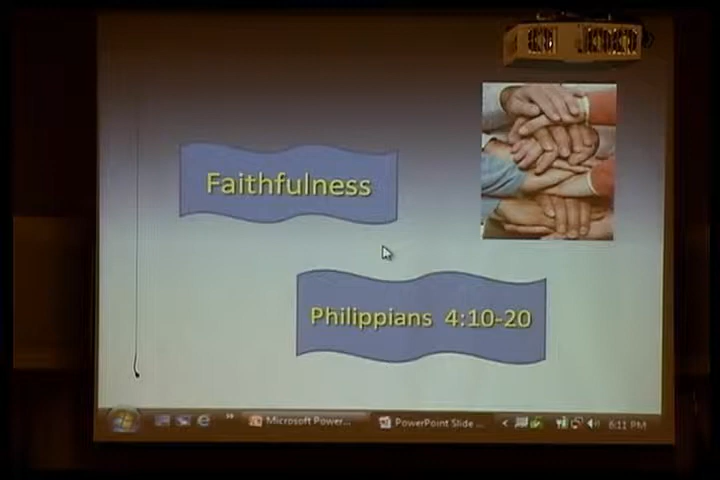 Faithfulness
Philippians 4:10-20
Microsoft Power...
PowerPoint Slide ...
6:11 PM